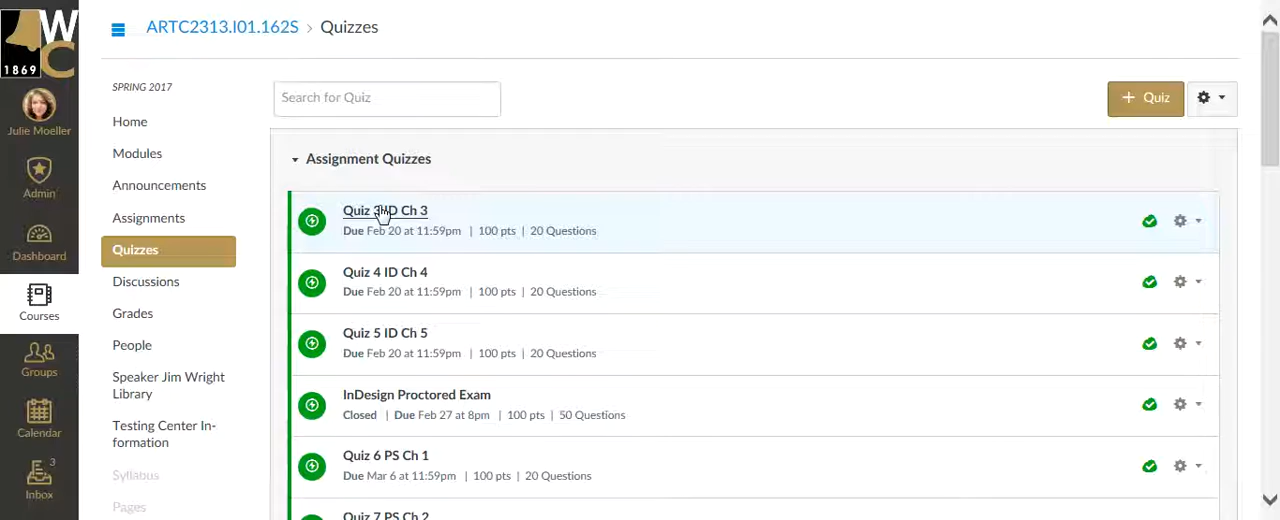 WC
1869
Julie Moeller
Admin
Dashboard
Courses
Groups
Calendar
3
Inbox
ARTC2313.I01.162S > Quizzes
SPRING 2017
Home
Modules
Announcements
Assignments
Quizzes
Discussions
Grades
People
Speaker Jim Wright
Library
Testing Center In-
formation
Syllabus
Pages
Search for Quiz
+ Quiz
Assignment Quizzes
Quiz 3 ID Ch 3
Due Feb 20 at 11:59pm | 100 pts | 20 Questions
Quiz 4 ID Ch 4
Due Feb 20 at 11:59pm | 100 pts | 20 Questions
Quiz 5 ID Ch 5
Due Feb 20 at 11:59pm | 100 pts | 20 Questions
InDesign Proctored Exam
Closed | Due Feb 27 at 8pm | 100 pts | 50 Questions
Quiz 6 PS Ch 1
Due Mar 6 at 11:59pm | 100 pts | 20 Questions
Quiz 7 PS Ch 2